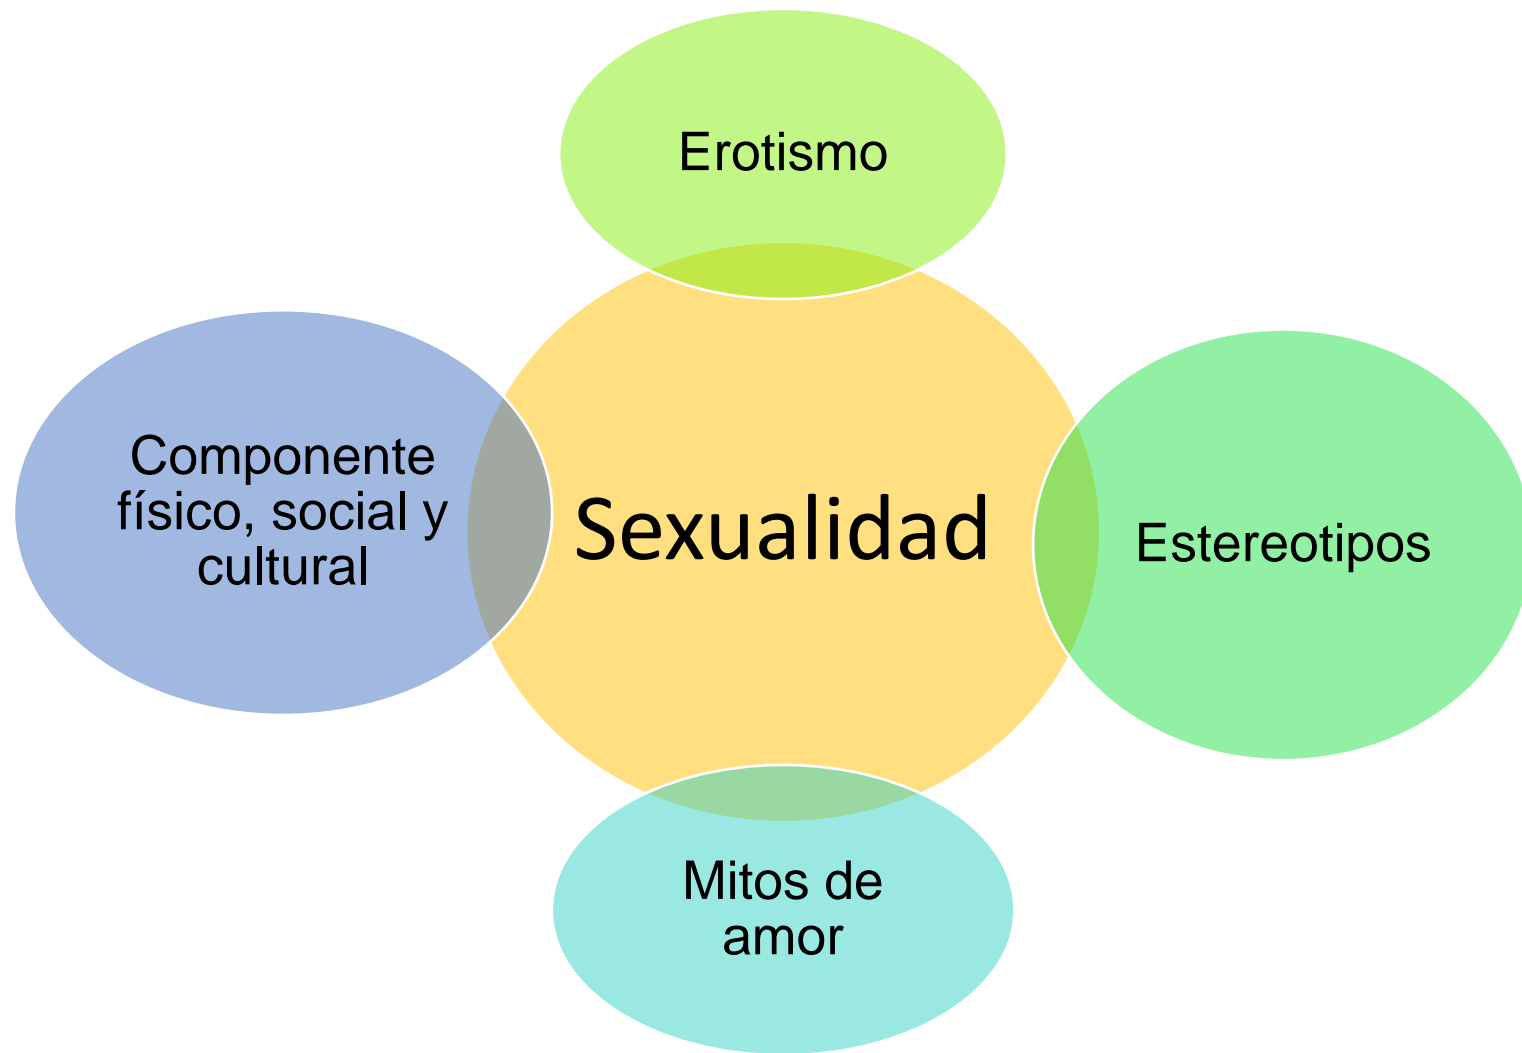 Erotismo
Componente
físico, social y
cultural
Sexualidad
Estereotipos
Mitos de
amor